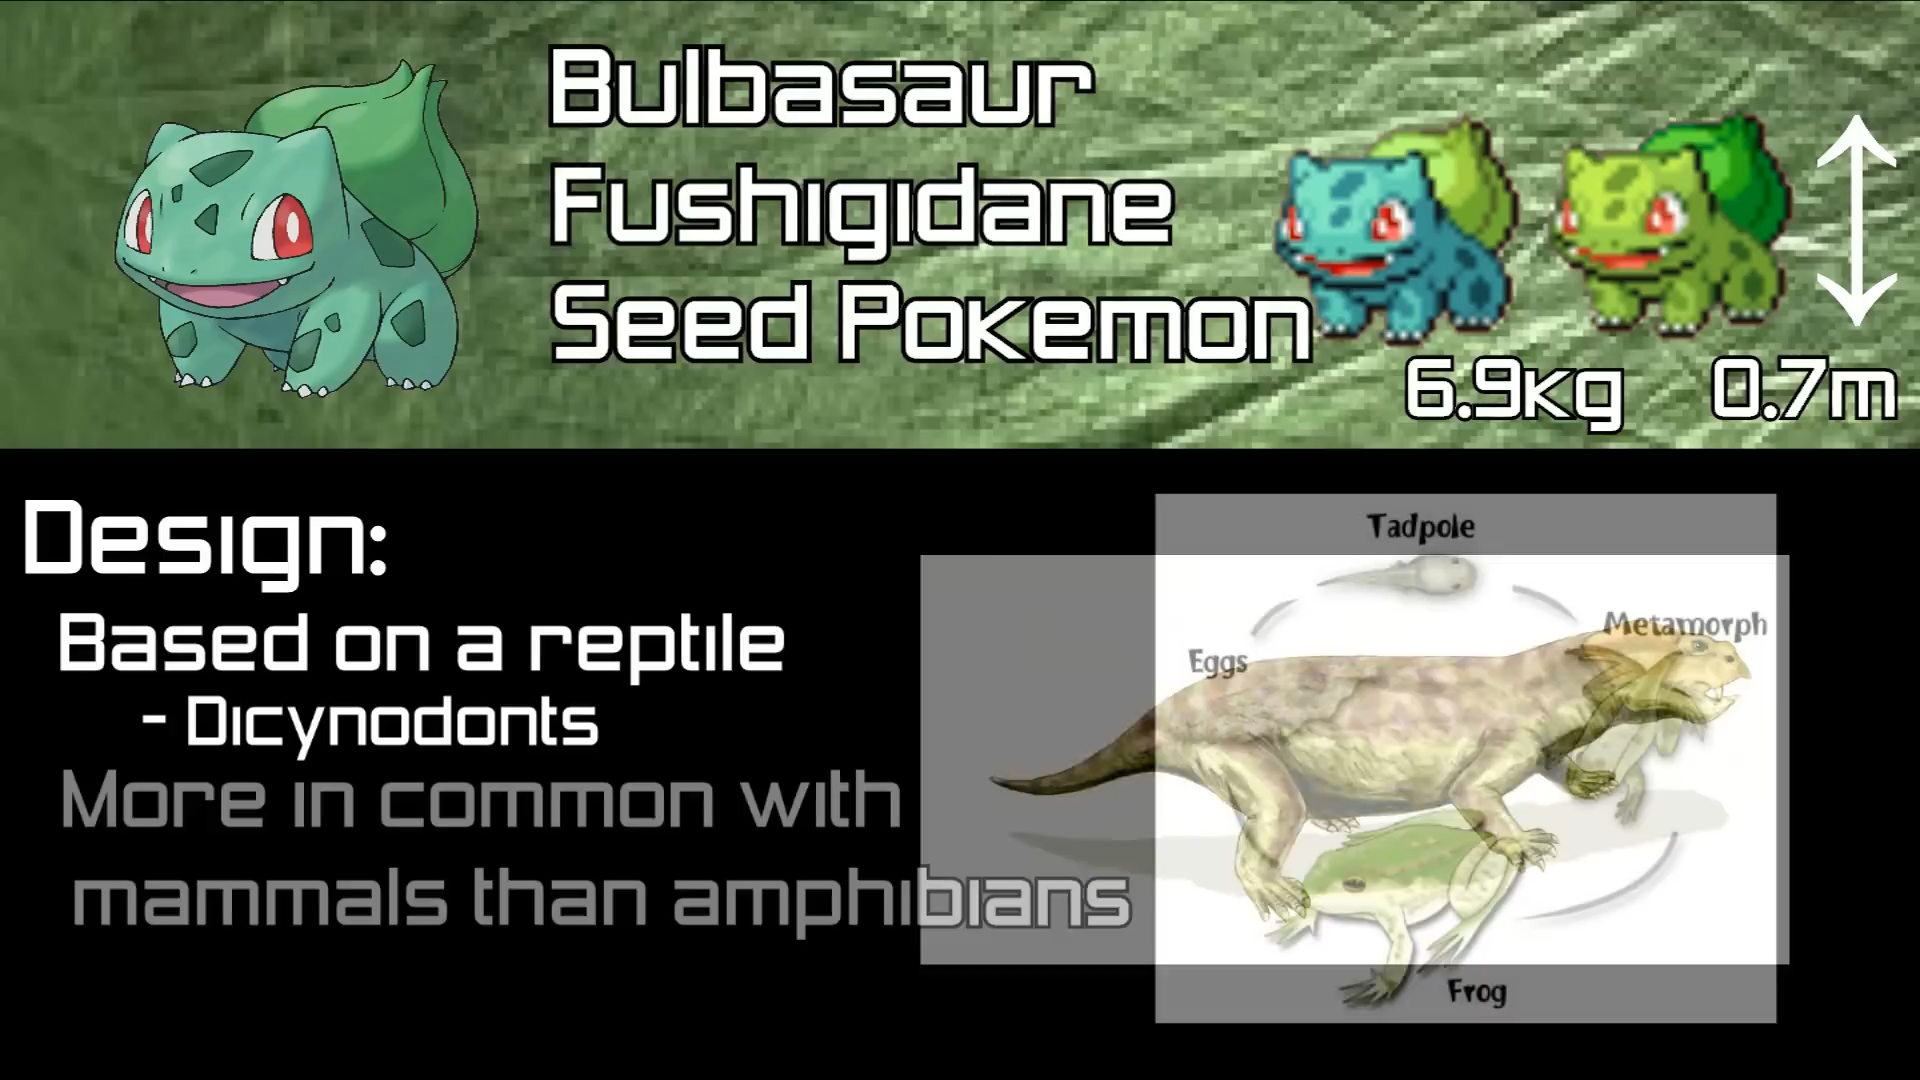 Bulbasaur
Fushigidane
Seed Pokemon
6.9kg
0.7m
Design:
Based on a reptile
- Dicynodonts
More in common with
mammals than amphibians
Tadpole
Metamorph
Eggs
Frog